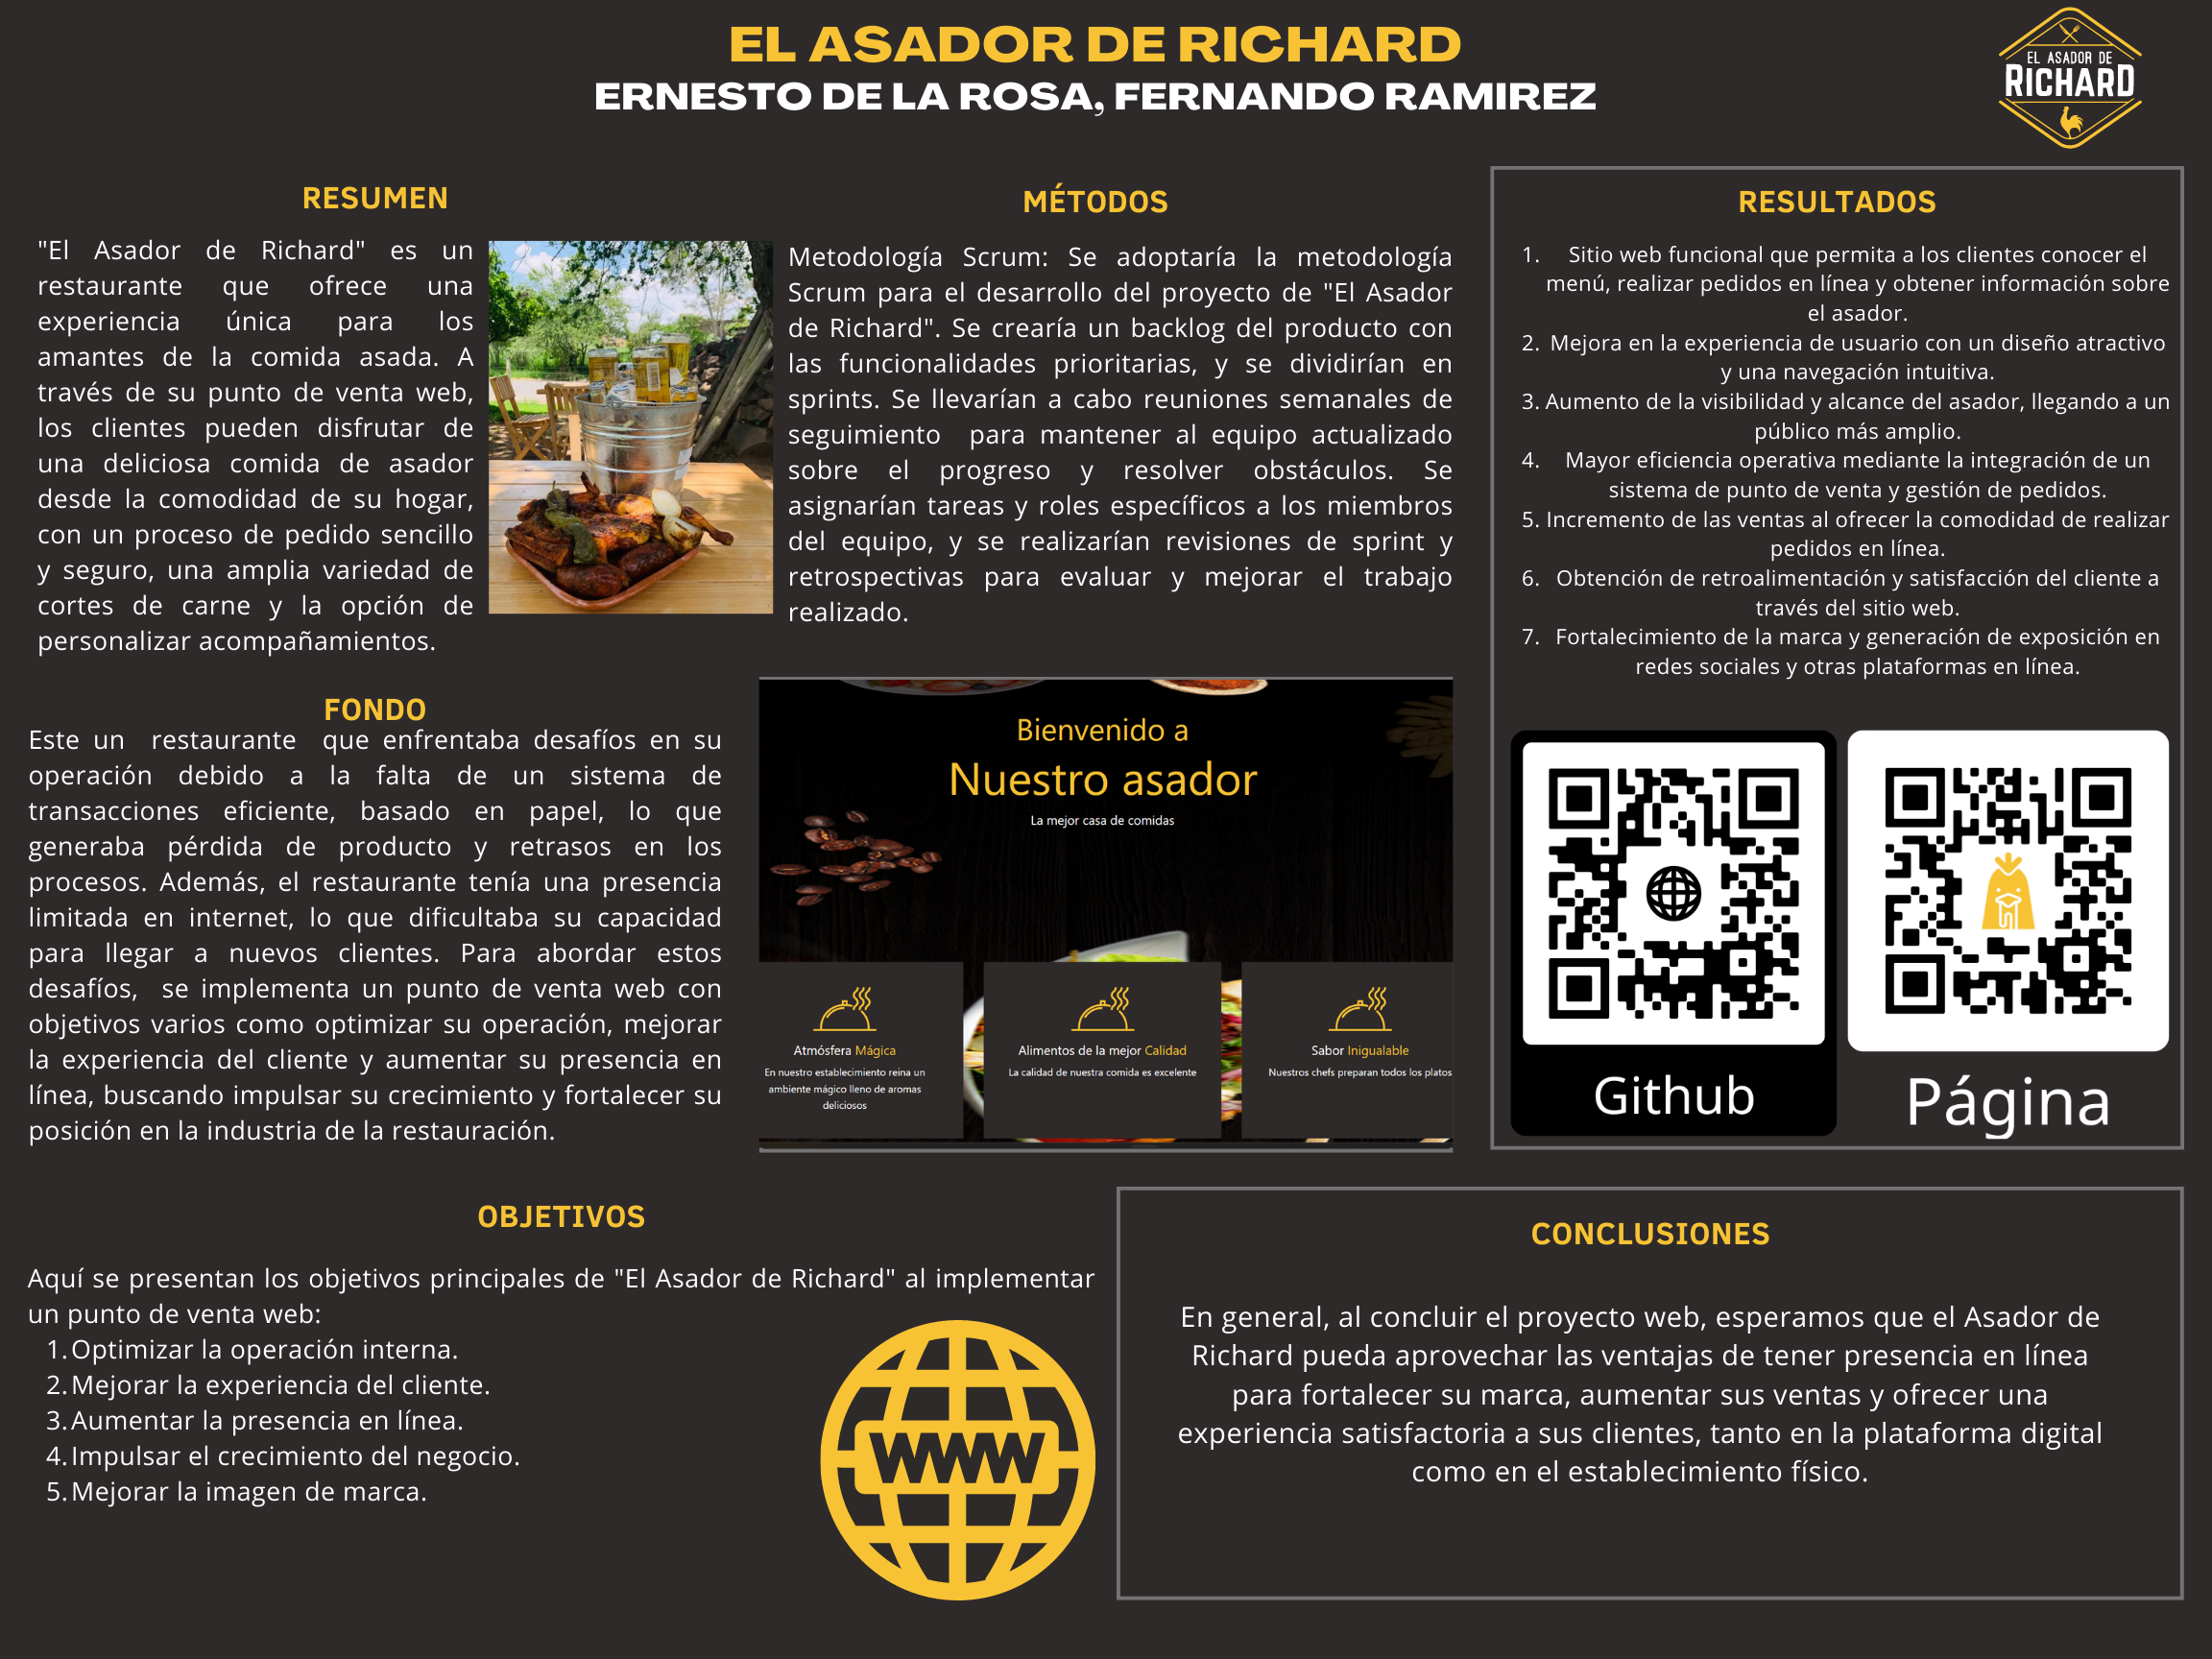 EL ASADOR DE RICHARD
ERNESTO DE LA ROSA, FERNANDO RAMIREZ
EL ASADOR DE
RICHARD
RESUMEN
"El Asador de Richard" es un
restaurante que ofrece una
experiencia única para los
amantes de la comida asada. A
través de su punto de venta web,
los clientes pueden disfrutar de
una deliciosa comida de asador
desde la comodidad de su hogar,
con un proceso de pedido sencillo
y seguro, una amplia variedad de
cortes de carne y la opción de
personalizar acompañamientos.
FONDO
Este un restaurante que enfrentaba desafíos en su
operación debido a la falta de un sistema de
transacciones eficiente, basado en papel, lo que
generaba pérdida de producto y retrasos en los
procesos. Además, el restaurante tenía una presencia
limitada en internet, lo que dificultaba su capacidad
para llegar a nuevos clientes. Para abordar estos
desafíos, se implementa un punto de venta web con
objetivos varios como optimizar su operación, mejorar
la experiencia del cliente y aumentar su presencia en
línea, buscando impulsar su crecimiento y fortalecer su
posición en la industria de la restauración.
MÉTODOS
Metodología Scrum: Se adoptaría la metodología
Scrum para el desarrollo del proyecto de "El Asador
de Richard". Se crearía un backlog del producto con
las funcionalidades prioritarias, y se dividirían en
sprints. Se llevarían a cabo reuniones semanales de
seguimiento para mantener al equipo actualizado
sobre el progreso y resolver obstáculos. Se
asignarían tareas y roles específicos a los miembros
del equipo, y se realizarían revisiones de sprint y
retrospectivas para evaluar y mejorar el trabajo
realizado.
Bienvenido a
Nuestro asador
La mejor casa de comidas
Atmósfera Mágica
En nuestro establecimiento reina un
ambiente mágico lleno de aromas
deliciosos
Alimentos de la mejor Calidad
La calidad de nuestra comida es excelente
Sabor Inigualable
Nuestros chefs preparan todos los platos
RESULTADOS
1. Sitio web funcional que permita a los clientes conocer el
menú, realizar pedidos en línea y obtener información sobre
el asador.
2. Mejora en la experiencia de usuario con un diseño atractivo
y una navegación intuitiva.
3. Aumento de la visibilidad y alcance del asador, llegando a un
público más amplio.
4. Mayor eficiencia operativa mediante la integración de un
sistema de punto de venta y gestión de pedidos.
5. Incremento de las ventas al ofrecer la comodidad de realizar
pedidos en línea.
6. Obtención de retroalimentación y satisfacción del cliente a
través del sitio web.
7. Fortalecimiento de la marca y generación de exposición en
redes sociales y otras plataformas en línea.
Github
Página
OBJETIVOS
Aquí se presentan los objetivos principales de "El Asador de Richard" al implementar
un punto de venta web:
1. Optimizar la operación interna.
2. Mejorar la experiencia del cliente.
3. Aumentar la presencia en línea.
4. Impulsar el crecimiento del negocio.
5. Mejorar la imagen de marca.
WWW
CONCLUSIONES
En general, al concluir el proyecto web, esperamos que el Asador de
Richard pueda aprovechar las ventajas de tener presencia en línea
para fortalecer su marca, aumentar sus ventas y ofrecer una
experiencia satisfactoria a sus clientes, tanto en la plataforma digital
como en el establecimiento físico.